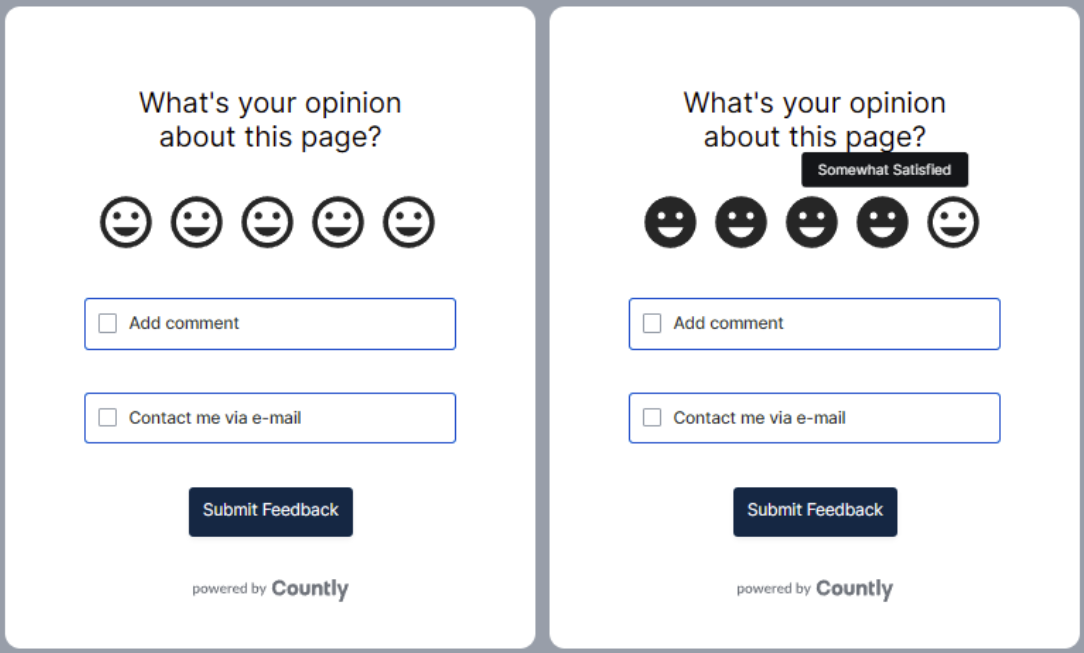 What's your opinion
about this page?
Add comment
Contact me via e-mail
Submit Feedback
powered by Countly
What's your opinion
about this page?
Somewhat Satisfied
Add comment
Contact me via e-mail
Submit Feedback
powered by Countly